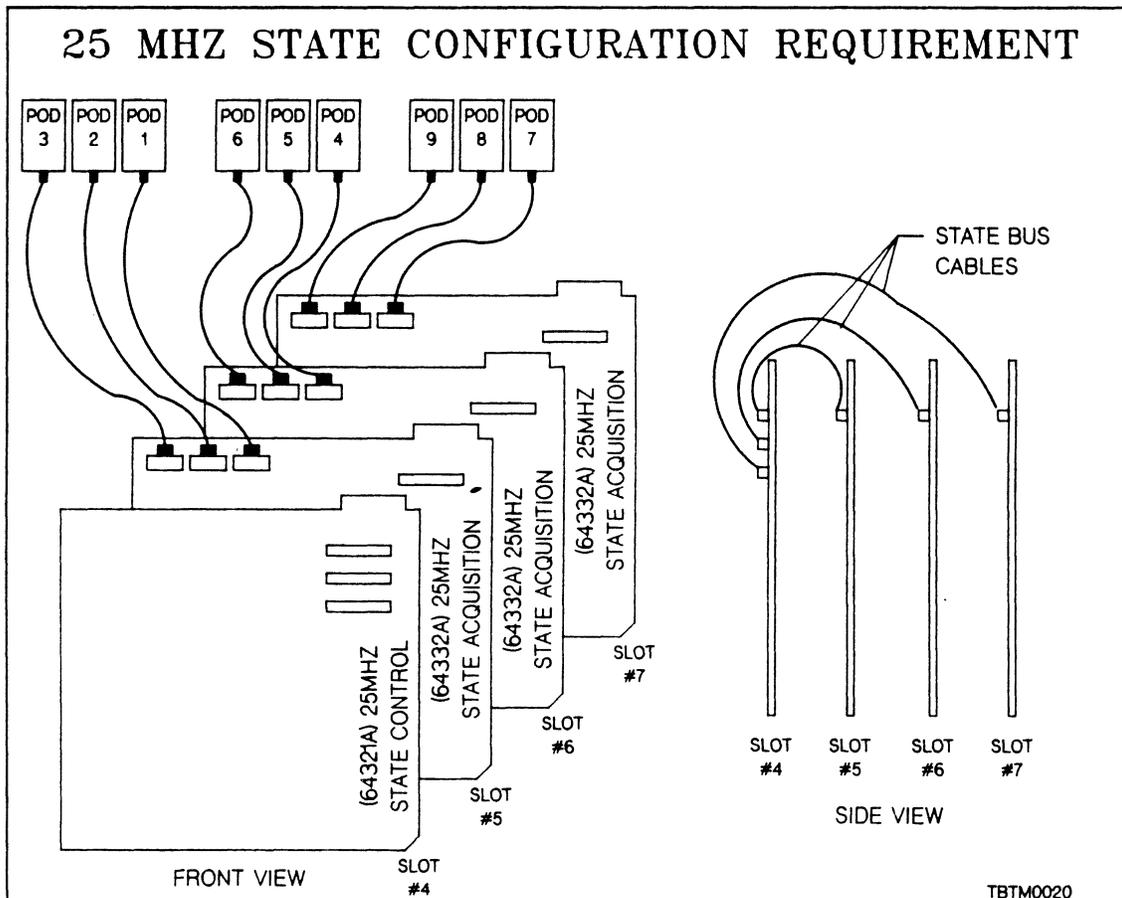 25 MHZ STATE CONFIGURATION REQUIREMENT
POD
3
POD
2
POD
1
POD
6
POD
5
POD
4
POD
9
POD
8
POD
7
STATE BUS
CABLES
(64321A) 25MHZ
STATE CONTROL
(64332A) 25MHZ
STATE ACQUISITION
(64332A) 25MHZ
STATE ACQUISITION
(64332A) 25MHZ
STATE ACQUISITION
SLOT
#7
SLOT
#6
SLOT
#5
SLOT
#4
FRONT VIEW
SLOT
#4
SLOT
#5
SLOT
#6
SLOT
#7
SIDE VIEW
TBTM0020